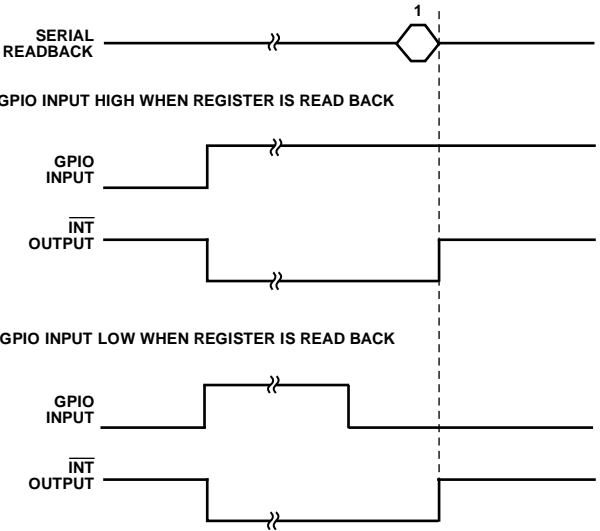 1
SERIAL
READBACK
GPIO INPUT HIGH WHEN REGISTER IS READ BACK
GPIO
INPUT
INT
OUTPUT
GPIO INPUT LOW WHEN REGISTER IS READ BACK
GPIO
INPUT
INT
OUTPUT